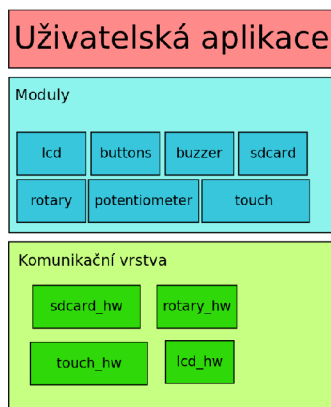 Uživatelská aplikace
Moduly
lcd buttons buzzer sdcard
rotary potentiometer touch
Komunikační vrstva
sdcard_hw rotary_hw
touch_hw lcd_hw